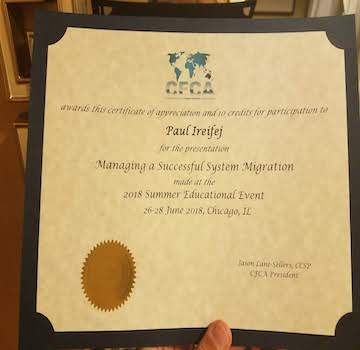 CFCA
awards this certificate of appreciation and 10 credits for participation to
Paul Ireifej
for the presentation
Managing a Successful System Migration
made at the
2018 Summer Educational Event
26-28 June 2018, Chicago, IL
Jason Lane-Sellers, CCSP
CFCA President